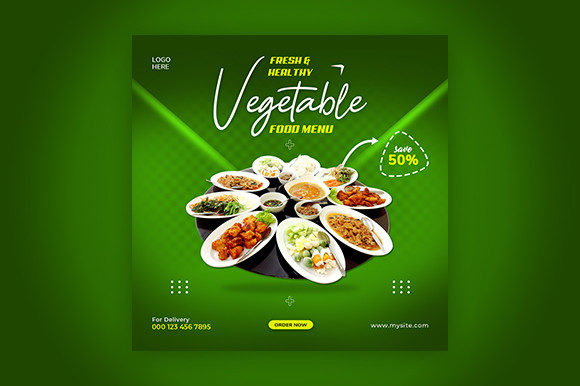 LOGO
HERE
FRESH &
HEALTHY
Vegetable
FOOD MENU
save
50%
For Delivery
000 123 456 7895
ORDER NOW
www.mysite.com